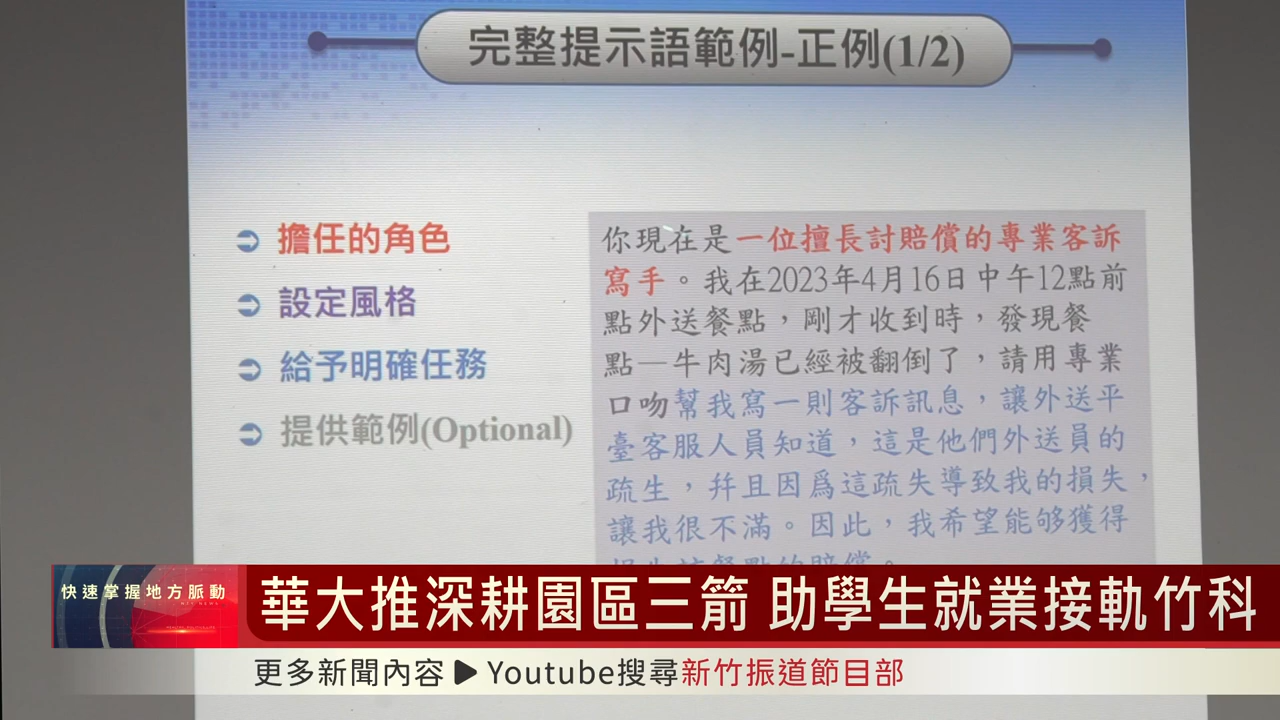 完整提示語範例-正例(1/2)
擔任的角色
設定風格
給予明確任務
提供範例(Optional)
你現在是一位擅長討賠償的專業客訴
寫手。我在2023年4月16日中午12點前
點外送餐點，剛才收到時，發現餐
點—牛肉湯已經被翻倒了，請用專業
口吻幫我寫一則客訴訊息，讓外送平
臺客服人員知道，這是他們外送員的
疏失，并且因爲這疏失導致我的損失，
讓我很不滿。因此，我希望能够獲得
快速掌握地方脈動
華大推深耕園區三箭 助學生就業接軌竹科
更多新聞內容▶Youtube搜尋新竹振道節目部